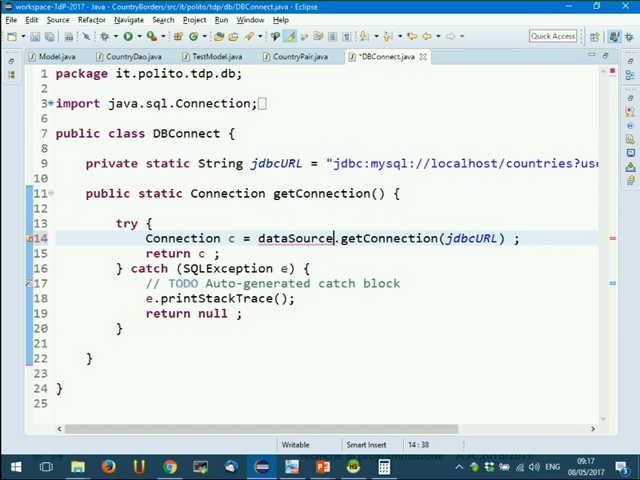 workspace-TdP-2017 - Java - CountryBorders/src/it/polito/tdp/db/DBConnect.java - Eclipse
File Edit Source Refactor Navigate Search Project Run Window Help
Quick Access
Model.java CountryDao.java TestModel.java CountryPair.java *DBConnect.java
1 package it.polito.tdp.db;
2
3 import java.sql.Connection;
6
7 public class DBConnect {
8
9 private static String jdbcURL = "jdbc:mysql://localhost/countries?use
10
11 public static Connection getConnection() {
12
13 try {
14 Connection c = dataSource.getConnection(jdbcURL) ;
15 return c ;
16 } catch (SQLException e) {
17 // TODO Auto-generated catch block
18 e.printStackTrace();
19 return null ;
20 }
21
22 }
23
24 }
25
Writable Smart Insert 14 : 38
ENG 09:17
08/05/2017